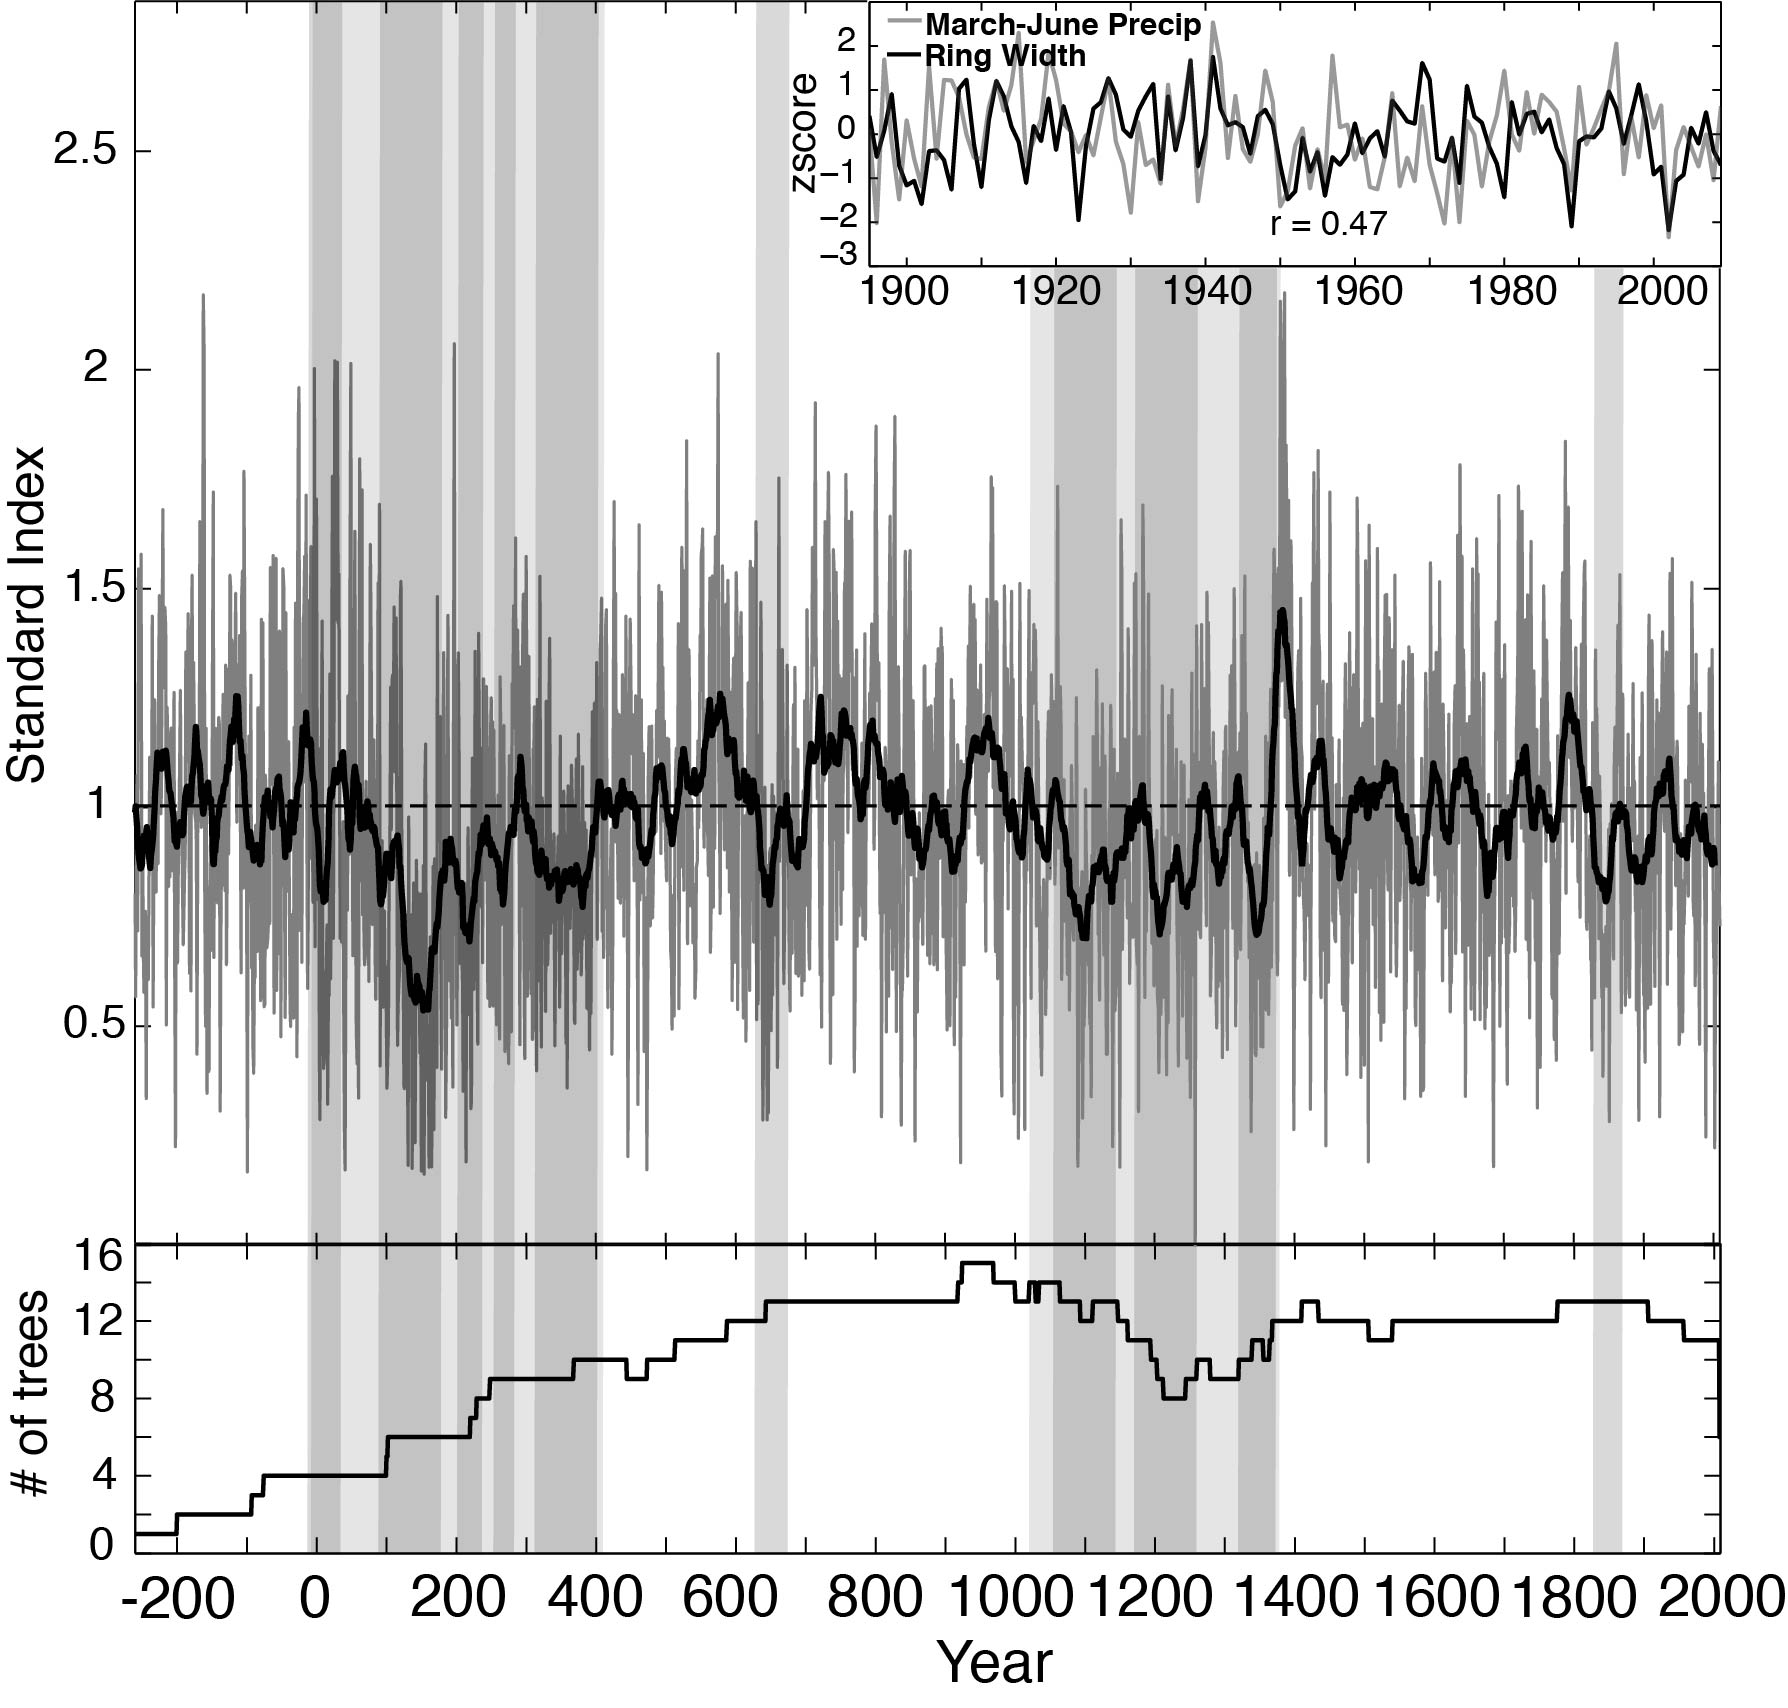 March-June Precip
Ring Width
zscore
2
1
0
−1
−2
−3
r = 0.47
1900 1920 1940 1960 1980 2000
Standard Index
2.5
2
1.5
1
0.5
# of trees
16
12
8
4
0
-200 0 200 400 600 800 1000 1200 1400 1600 1800 2000
Year